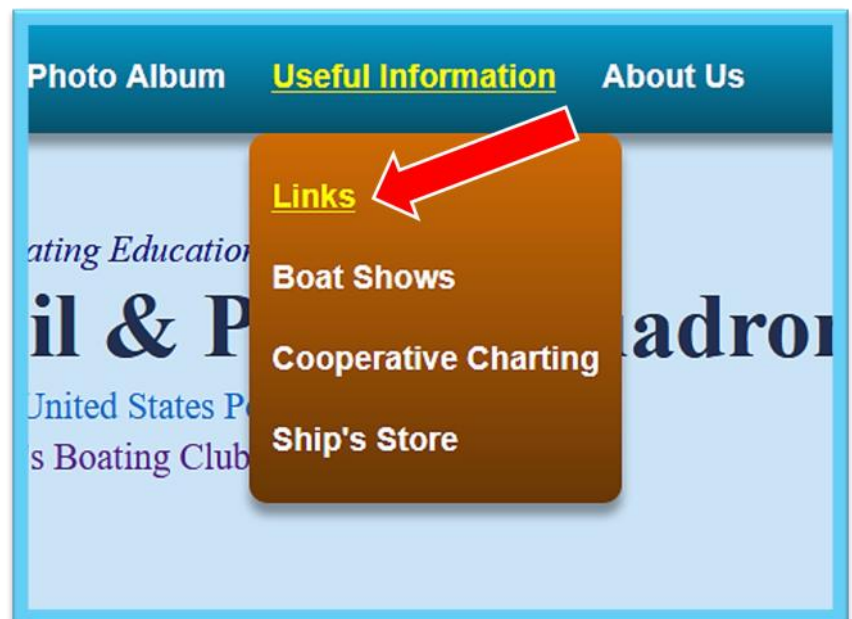 Photo Album Useful Information About Us
Links
Boat Shows
Cooperative Charting
Ship's Store
ating Education
il & P adron
United States P
's Boating Club